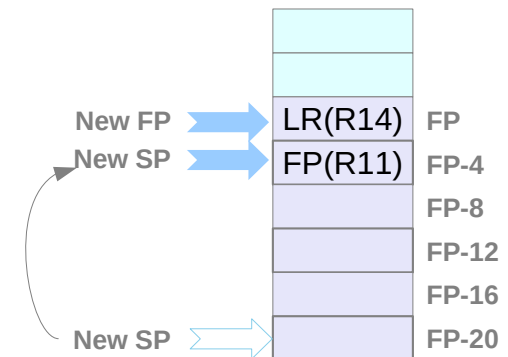 New FP LR(R14) FP
New SP FP(R11) FP-4
FP-8
FP-12
FP-16
New SP FP-20